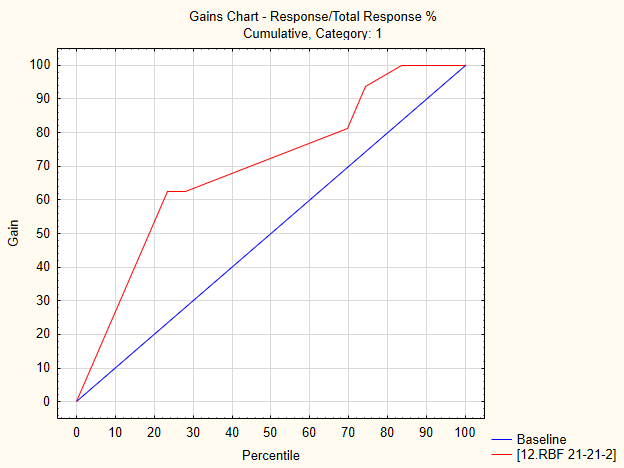 Gains Chart - Response/Total Response %
Cumulative, Category: 1
100
90
80
70
60
50
40
30
20
10
0
Gain
0 10 20 30 40 50 60 70 80 90 100
Percentile
Baseline
[12.RBF 21-21-2]